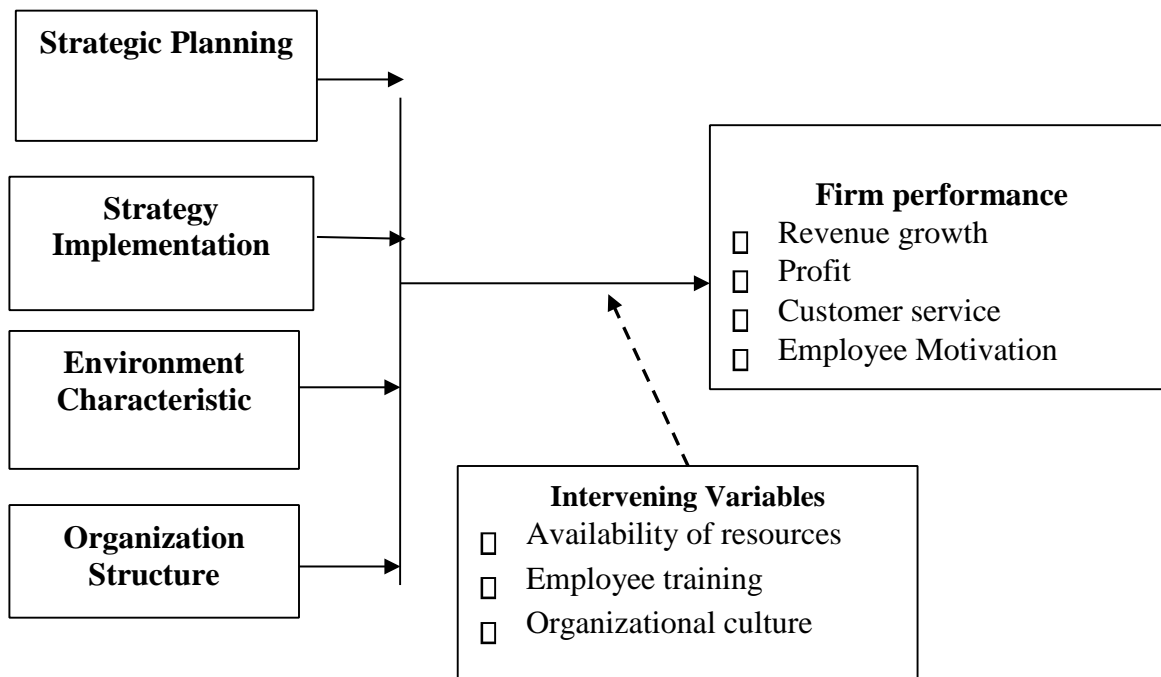 Strategic Planning
Strategy
Implementation
Environment
Characteristic
Organization
Structure
Firm performance
Revenue growth
Profit
Customer service
Employee Motivation
Intervening Variables
Availability of resources
Employee training
Organizational culture